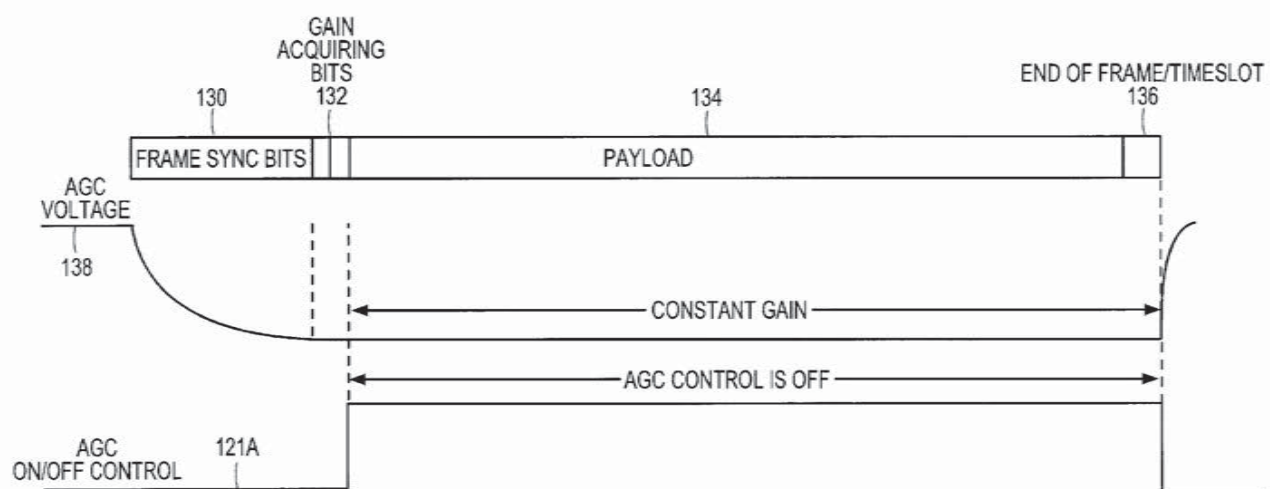 GAIN
ACQUIRING
BITS
132
130
134
END OF FRAME/TIMESLOT
136
FRAME SYNC BITS
PAYLOAD
AGC
VOLTAGE
138
CONSTANT GAIN
AGC CONTROL IS OFF
AGC
ON/OFF CONTROL
121A